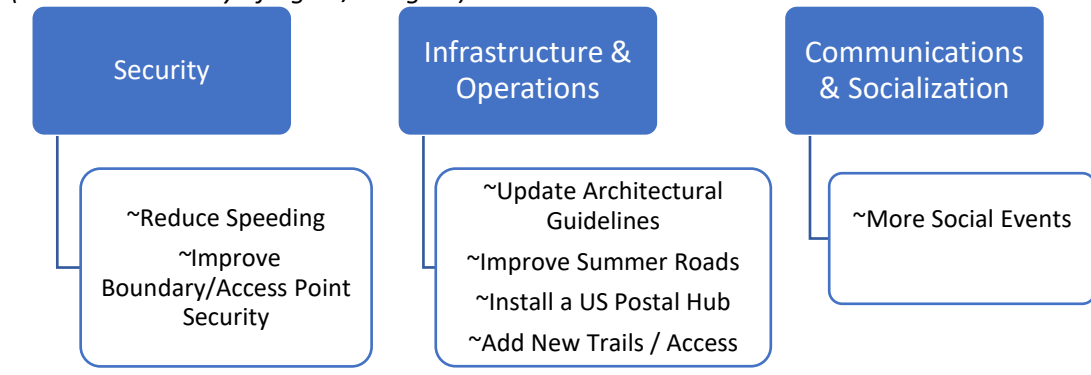 Security
~Reduce Speeding
~Improve
Boundary/Access Point
Security
Infrastructure &
Operations
~Update Architectural
Guidelines
~Improve Summer Roads
~Install a US Postal Hub
~Add New Trails / Access
Communications
& Socialization
~More Social Events